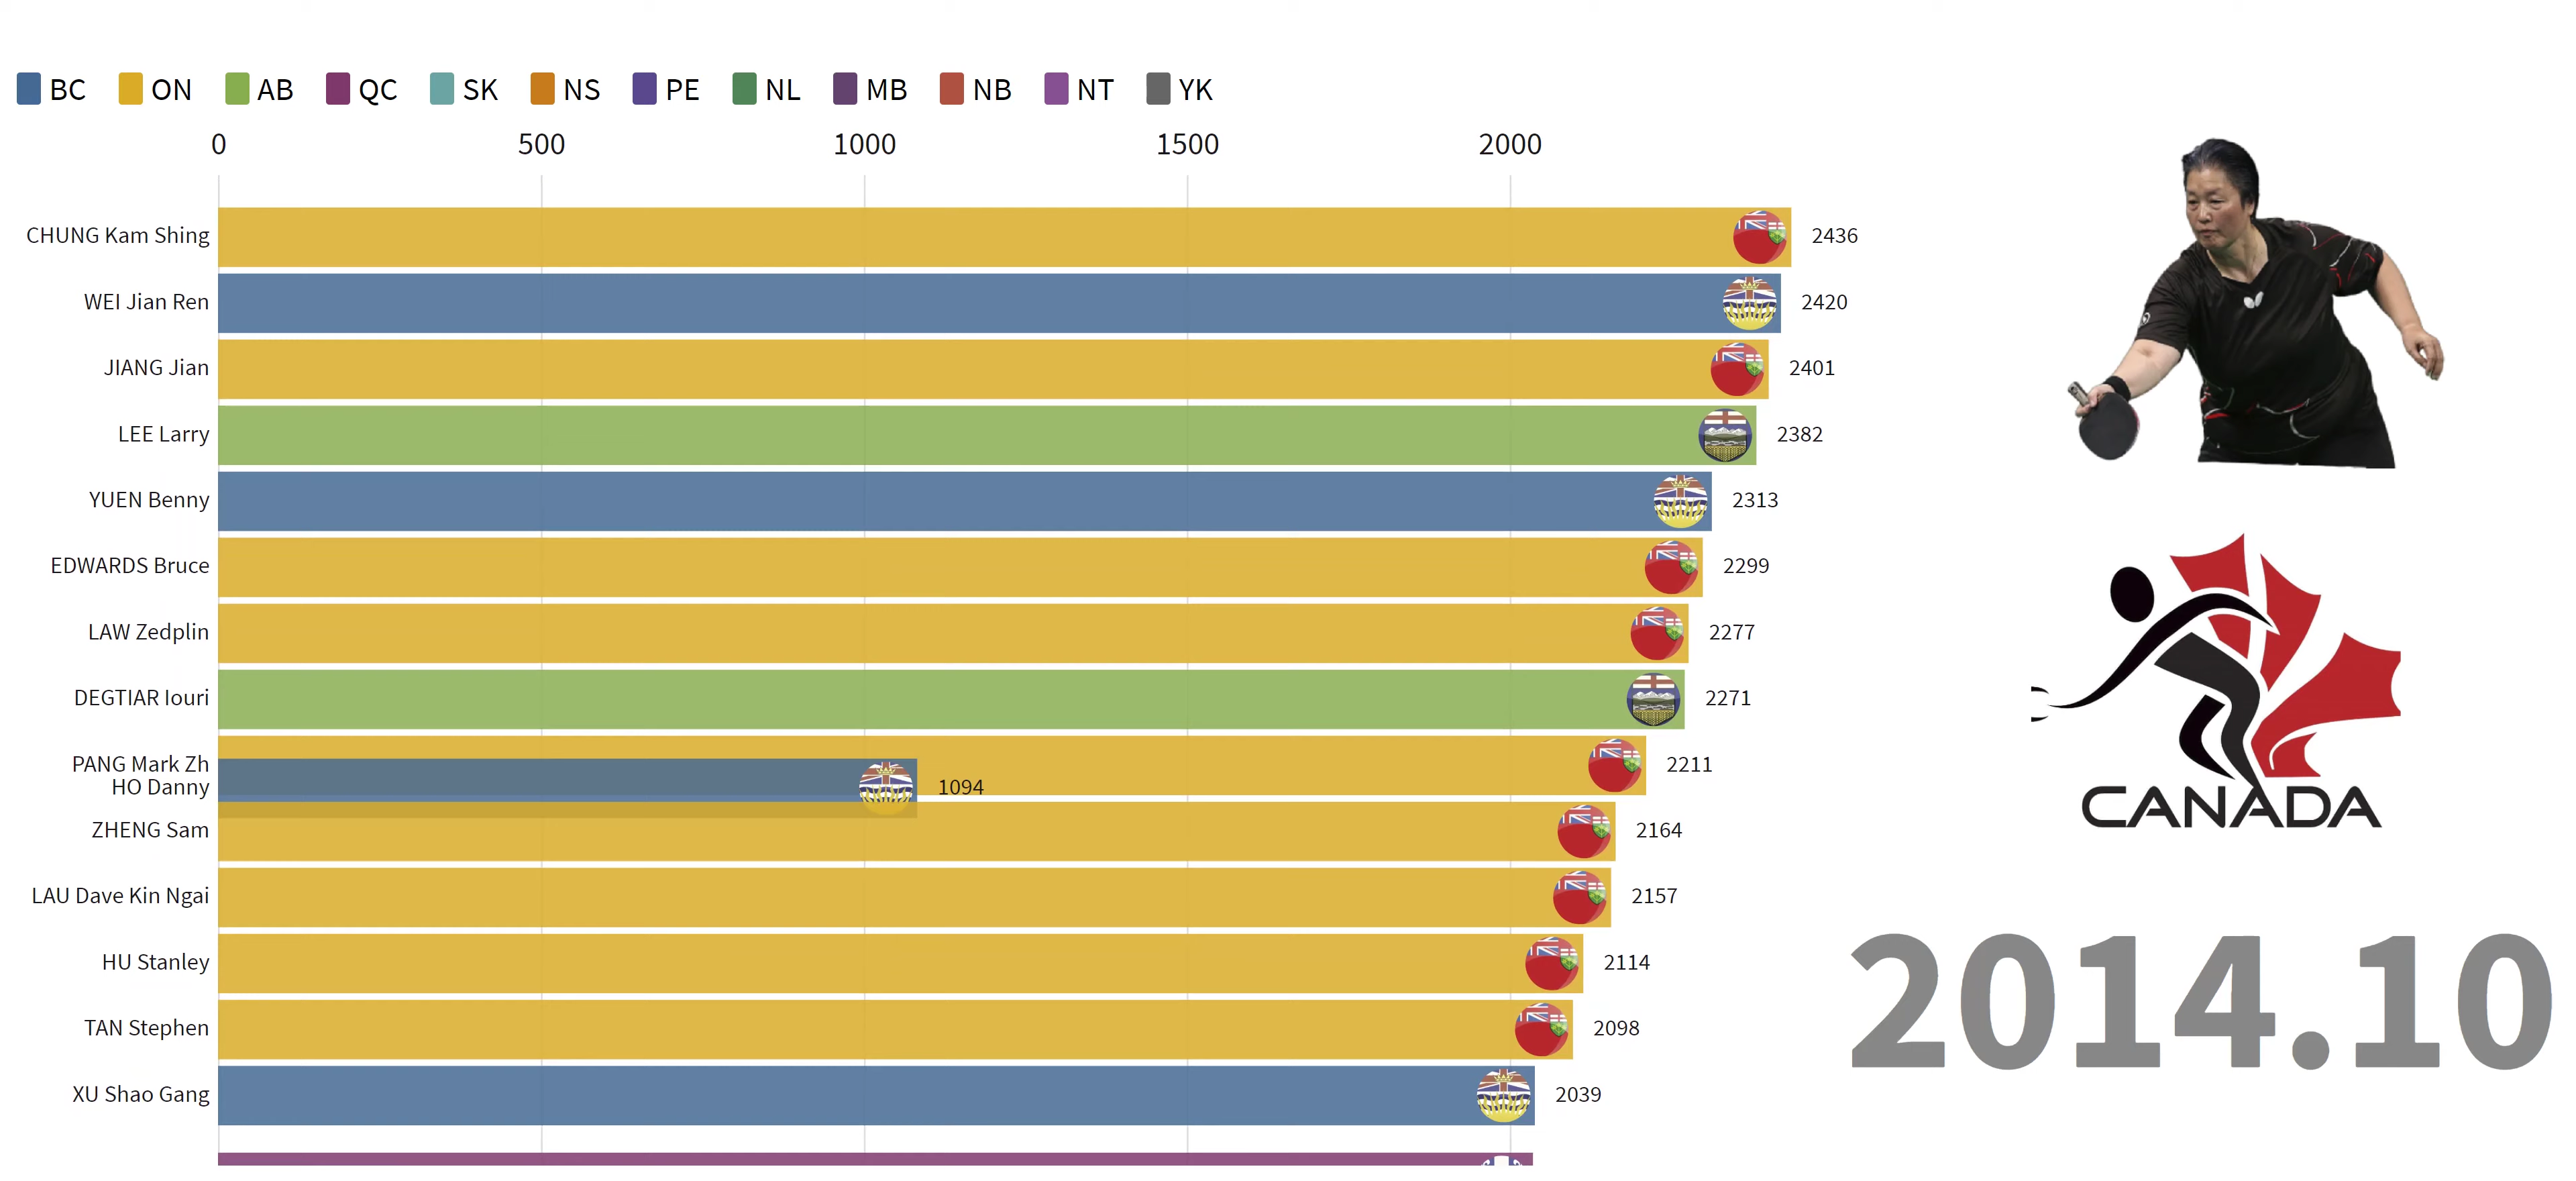 BC ON AB QC SK NS PE NL MB NB NT YK
0 500 1000 1500 2000
CHUNG Kam Shing 2436
WEI Jian Ren 2420
JIANG Jian 2401
LEE Larry 2382
YUEN Benny 2313
EDWARDS Bruce 2299
LAW Zedplin 2277
DEGTIAR Iouri 2271
PANG Mark Zh 2211
HO Danny 1094
ZHENG Sam 2164
LAU Dave Kin Ngai 2157
HU Stanley 2114
TAN Stephen 2098
XU Shao Gang 2039
CANADA
2014.10